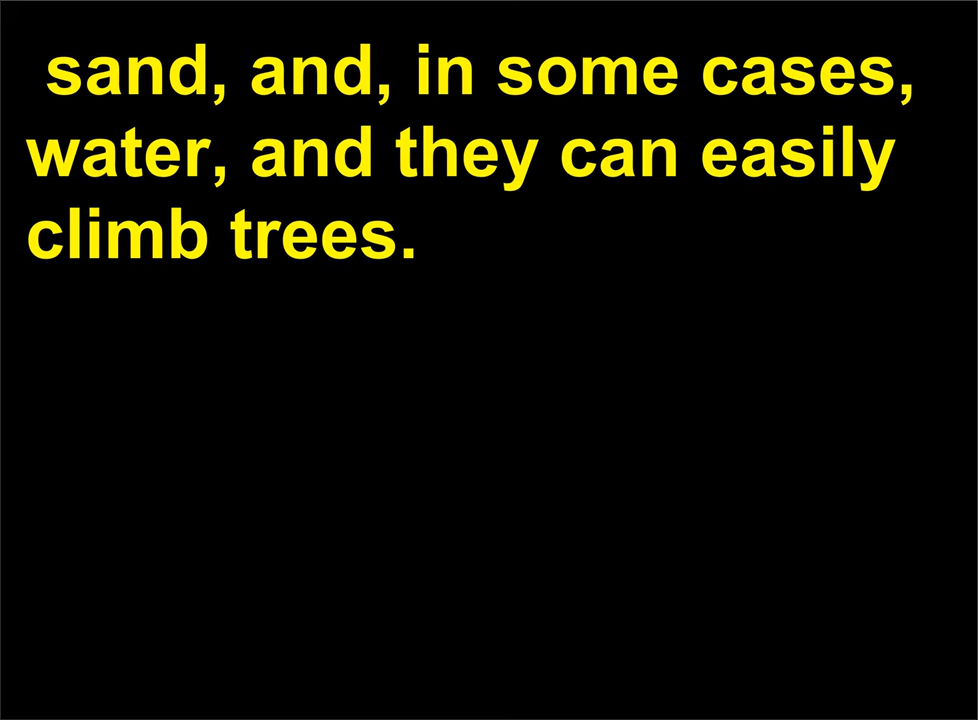 sand, and, in some cases,
water, and they can easily
climb trees.